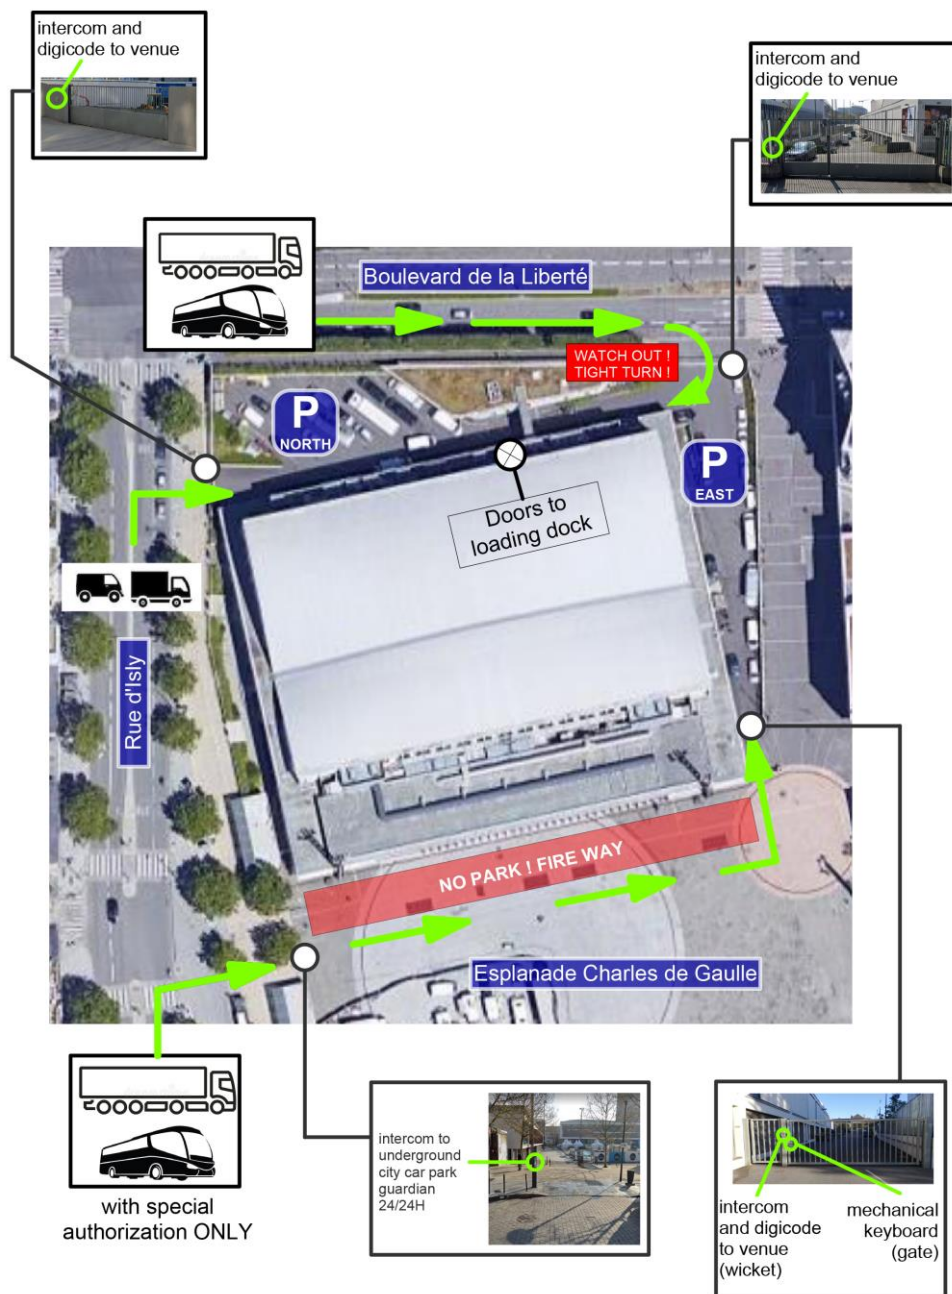 intercom and
digicode to venue
intercom and
digicode to venue
Boulevard de la Liberté
WATCH OUT !
TIGHT TURN !
P
NORTH
P
EAST
Doors to
loading dock
Rue d'Isly
NO PARK ! FIRE WAY
Esplanade Charles de Gaulle
with special
authorization ONLY
intercom to
underground
city car park
guardian
24/24H
intercom
and digicode
to venue
(wicket)
mechanical
keyboard
(gate)